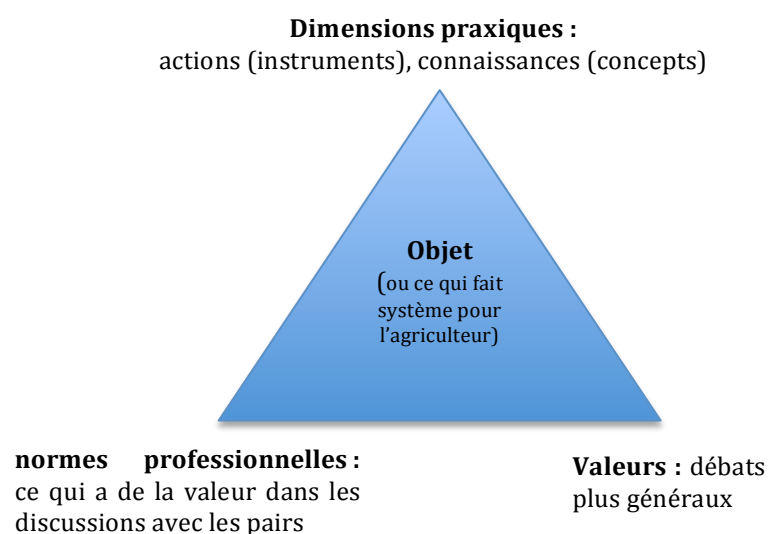 Dimensions praxiques :
actions (instruments), connaissances (concepts)
Objet
(ou ce qui fait
système pour
l’agriculteur)
normes professionnelles :
ce qui a de la valeur dans les
discussions avec les pairs
Valeurs : débats
plus généraux